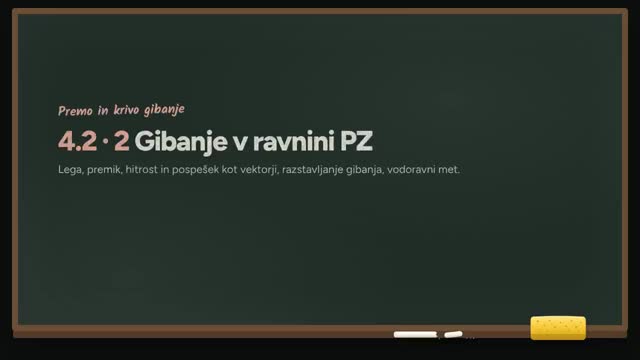 Premo in krivo gibanje
4.2 · 2 Gibanje v ravnini PZ
Lega, premik, hitrost in pospešek kot vektorji, razstavljanje gibanja, vodoravni met.